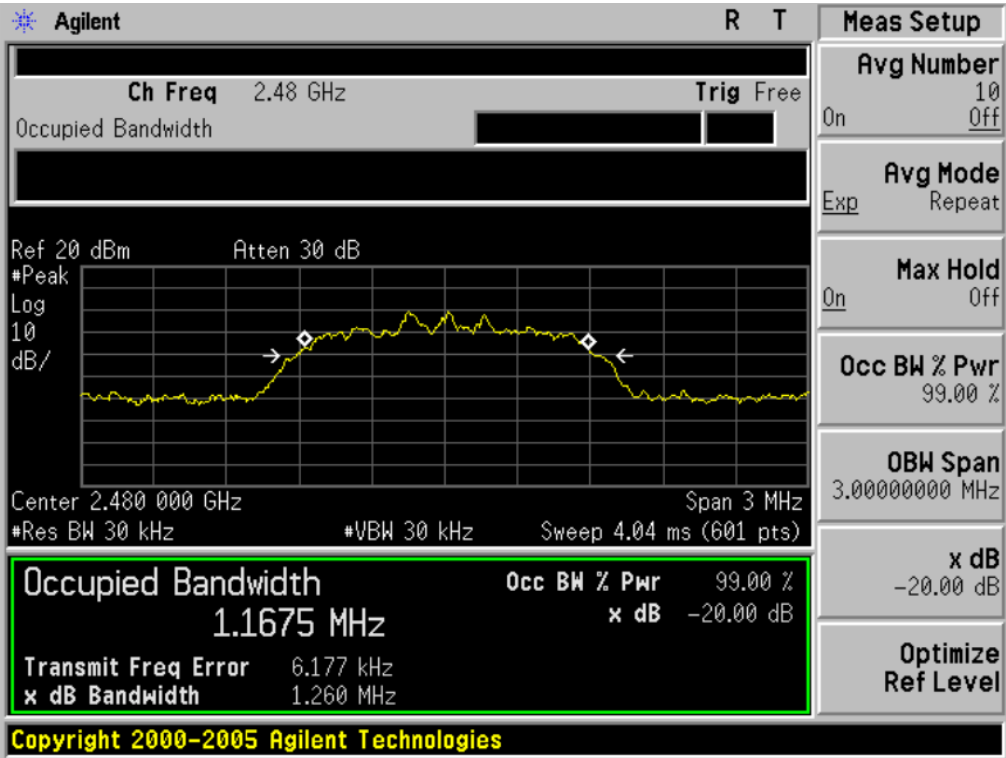 Agilent R T
Meas Setup
Ch Freq 2.48 GHz Trig Free
Occupied Bandwidth
Avg Number
10
On Off
Avg Mode
Exp Repeat
Max Hold
On Off
Occ BW % Pwr
99.00 %
OBW Span
3.00000000 MHz
x dB
-20.00 dB
Optimize
Ref Level
Ref 20 dBm Atten 30 dB
#Peak
Log
10
dB/
Center 2.480 000 GHz Span 3 MHz
#Res BW 30 kHz #VBW 30 kHz Sweep 4.04 ms (601 pts)
Occupied Bandwidth Occ BW % Pwr 99.00 %
1.1675 MHz x dB -20.00 dB
Transmit Freq Error 6.177 kHz
x dB Bandwidth 1.260 MHz
Copyright 2000-2005 Agilent Technologies